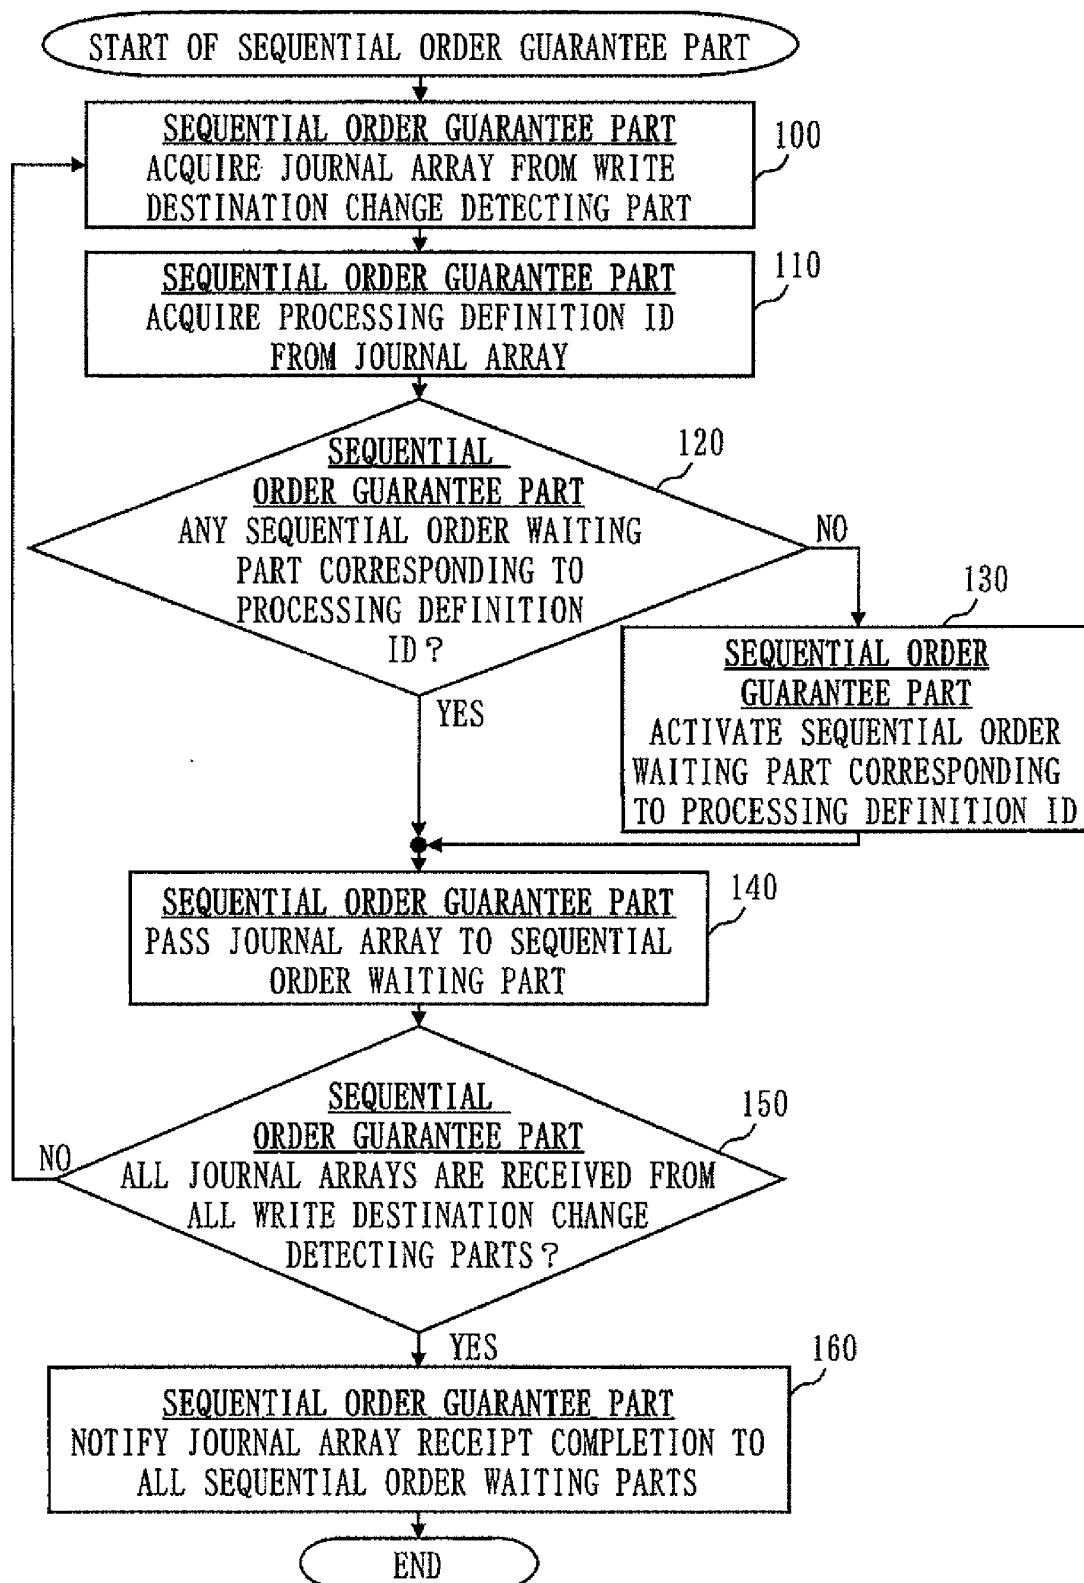 START OF SEQUENTIAL ORDER GUARANTEE PART
SEQUENTIAL ORDER GUARANTEE PART
ACQUIRE JOURNAL ARRAY FROM WRITE
DESTINATION CHANGE DETECTING PART
100
SEQUENTIAL ORDER GUARANTEE PART
ACQUIRE PROCESSING DEFINITION ID
FROM JOURNAL ARRAY
110
SEQUENTIAL
ORDER GUARANTEE PART
ANY SEQUENTIAL ORDER WAITING
PART CORRESPONDING TO
PROCESSING DEFINITION
ID?
120
NO
YES
130
SEQUENTIAL ORDER
GUARANTEE PART
ACTIVATE SEQUENTIAL ORDER
WAITING PART CORRESPONDING
TO PROCESSING DEFINITION ID
SEQUENTIAL ORDER GUARANTEE PART
PASS JOURNAL ARRAY TO SEQUENTIAL
ORDER WAITING PART
140
SEQUENTIAL
ORDER GUARANTEE PART
ALL JOURNAL ARRAYS ARE RECEIVED FROM
ALL WRITE DESTINATION CHANGE
DETECTING PARTS?
150
NO
YES
SEQUENTIAL ORDER GUARANTEE PART
NOTIFY JOURNAL ARRAY RECEIPT COMPLETION TO
ALL SEQUENTIAL ORDER WAITING PARTS
160
END